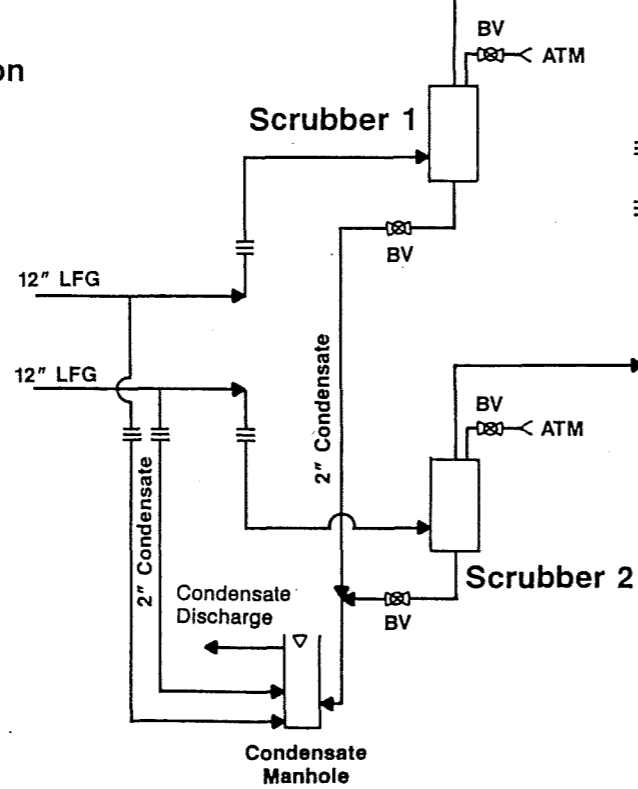 on
BV
ATM
Scrubber 1
BV
12" LFG
12" LFG
2" Condensate
BV
ATM
2" Condensate
Scrubber 2
Condensate
Discharge
BV
Condensate
Manhole